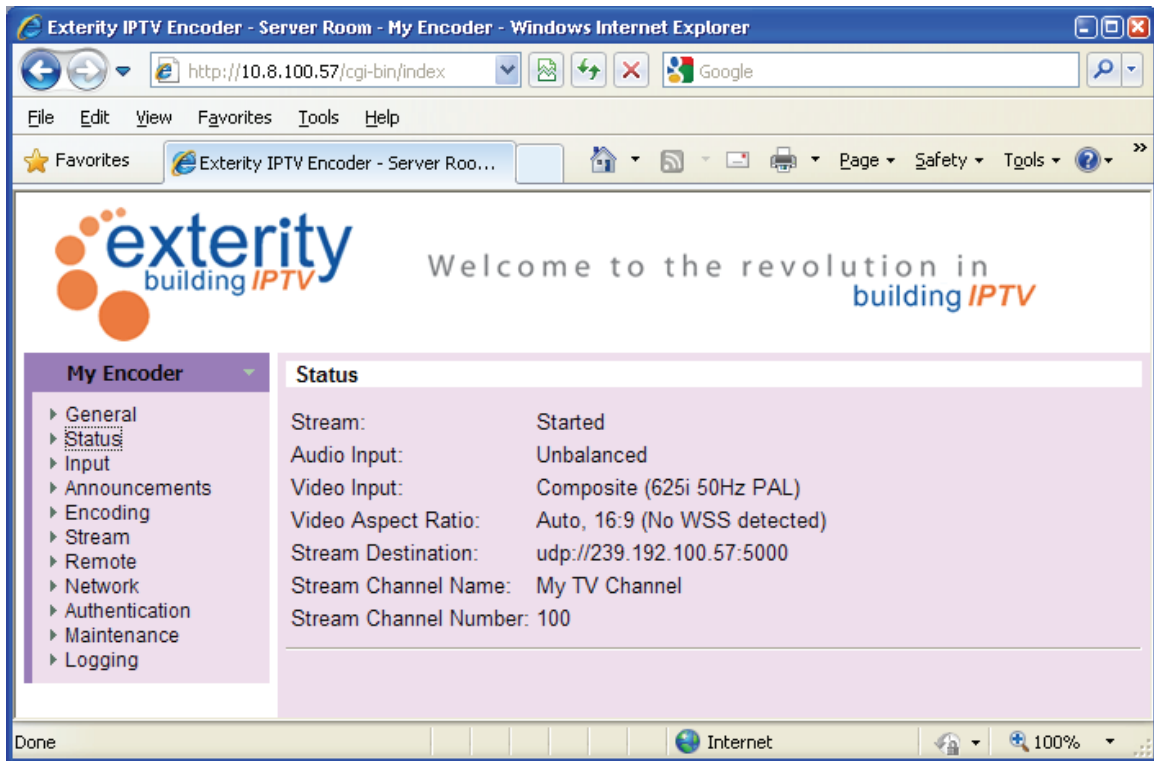 Exterity IPTV Encoder - Server Room - My Encoder - Windows Internet Explorer
http://10.8.100.57/cgi-bin/index
Google
File Edit View Favorites Tools Help
Favorites
Exterity IPTV Encoder - Server Roo...
Page Safety Tools
exterity
building IPTV
Welcome to the revolution in
building IPTV
My Encoder
General
Status
Input
Announcements
Encoding
Stream
Remote
Network
Authentication
Maintenance
Logging
Status
Stream: Started
Audio Input: Unbalanced
Video Input: Composite (625i 50Hz PAL)
Video Aspect Ratio: Auto, 16:9 (No WSS detected)
Stream Destination: udp://239.192.100.57:5000
Stream Channel Name: My TV Channel
Stream Channel Number: 100
Done
Internet
100%